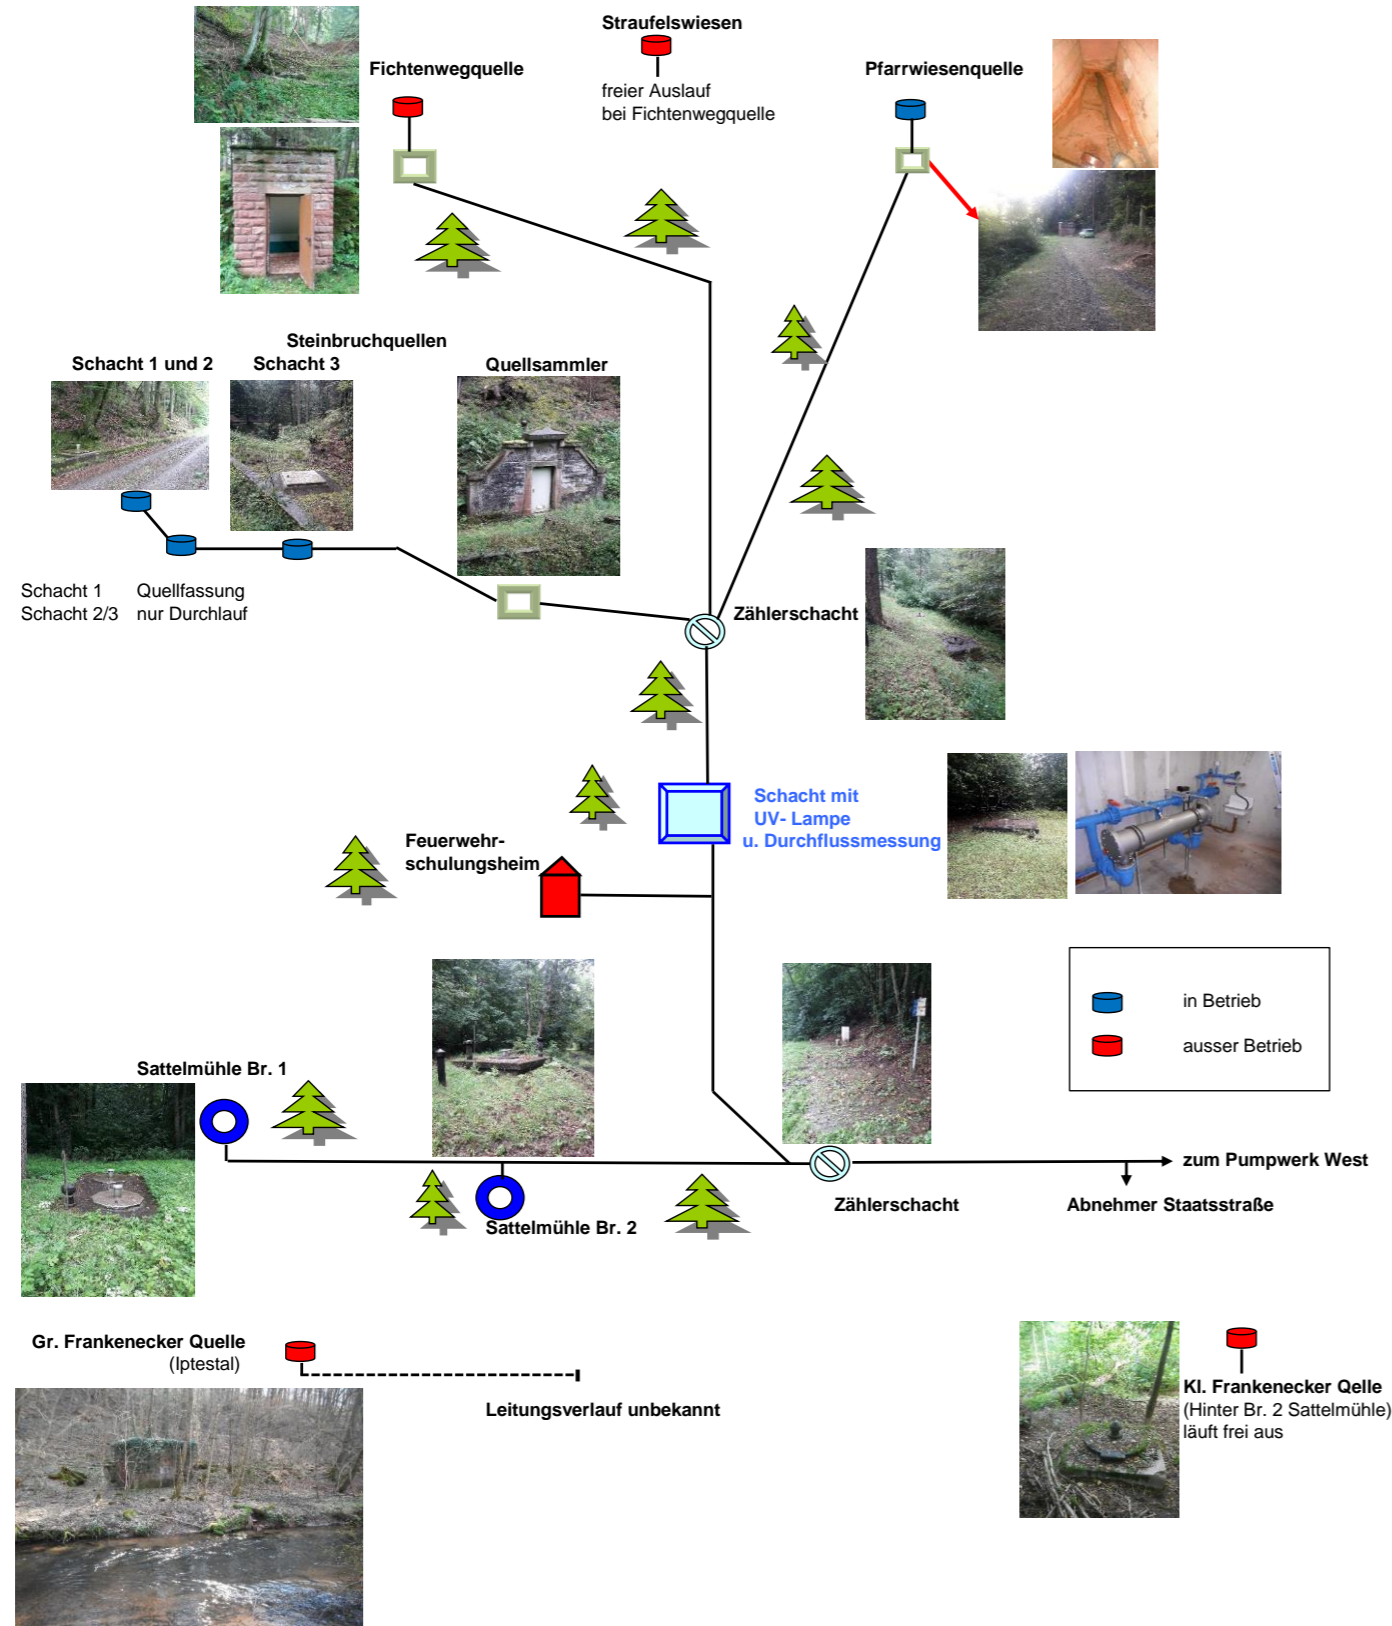 Straufelswiesen
freier Auslauf
bei Fichtenwegquelle
Fichtenwegquelle
Pfarrwiesenquelle
Steinbruchquellen
Schacht 1 und 2
Schacht 3
Quellsammler
Schacht 1 Quellfassung
Schacht 2/3 nur Durchlauf
Zählerschacht
Schacht mit
UV- Lampe
u. Durchflussmessung
Feuerwehr-
schulungsheim
in Betrieb
ausser Betrieb
Sattelmühle Br. 1
Sattelmühle Br. 2
Zählerschacht
zum Pumpwerk West
Abnehmer Staatsstraße
Gr. Frankenecker Quelle
(Iptestal)
Leitungsverlauf unbekannt
Kl. Frankenecker Qelle
(Hinter Br. 2 Sattelmühle)
läuft frei aus